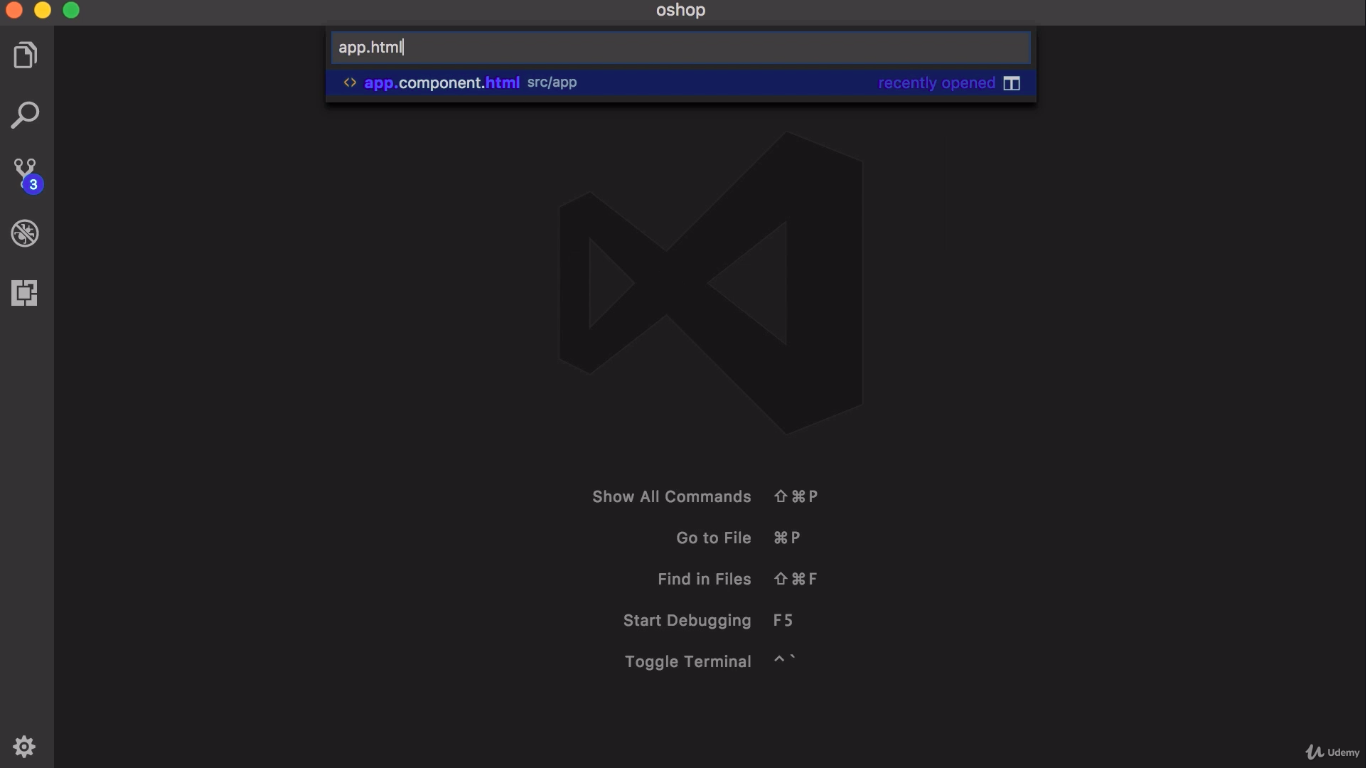 oshop
app.html
app.component.html src/app recently opened
3
Show All Commands ⇧⌘P
Go to File ⌘P
Find in Files ⇧⌘F
Start Debugging F5
Toggle Terminal ^`
Udemy